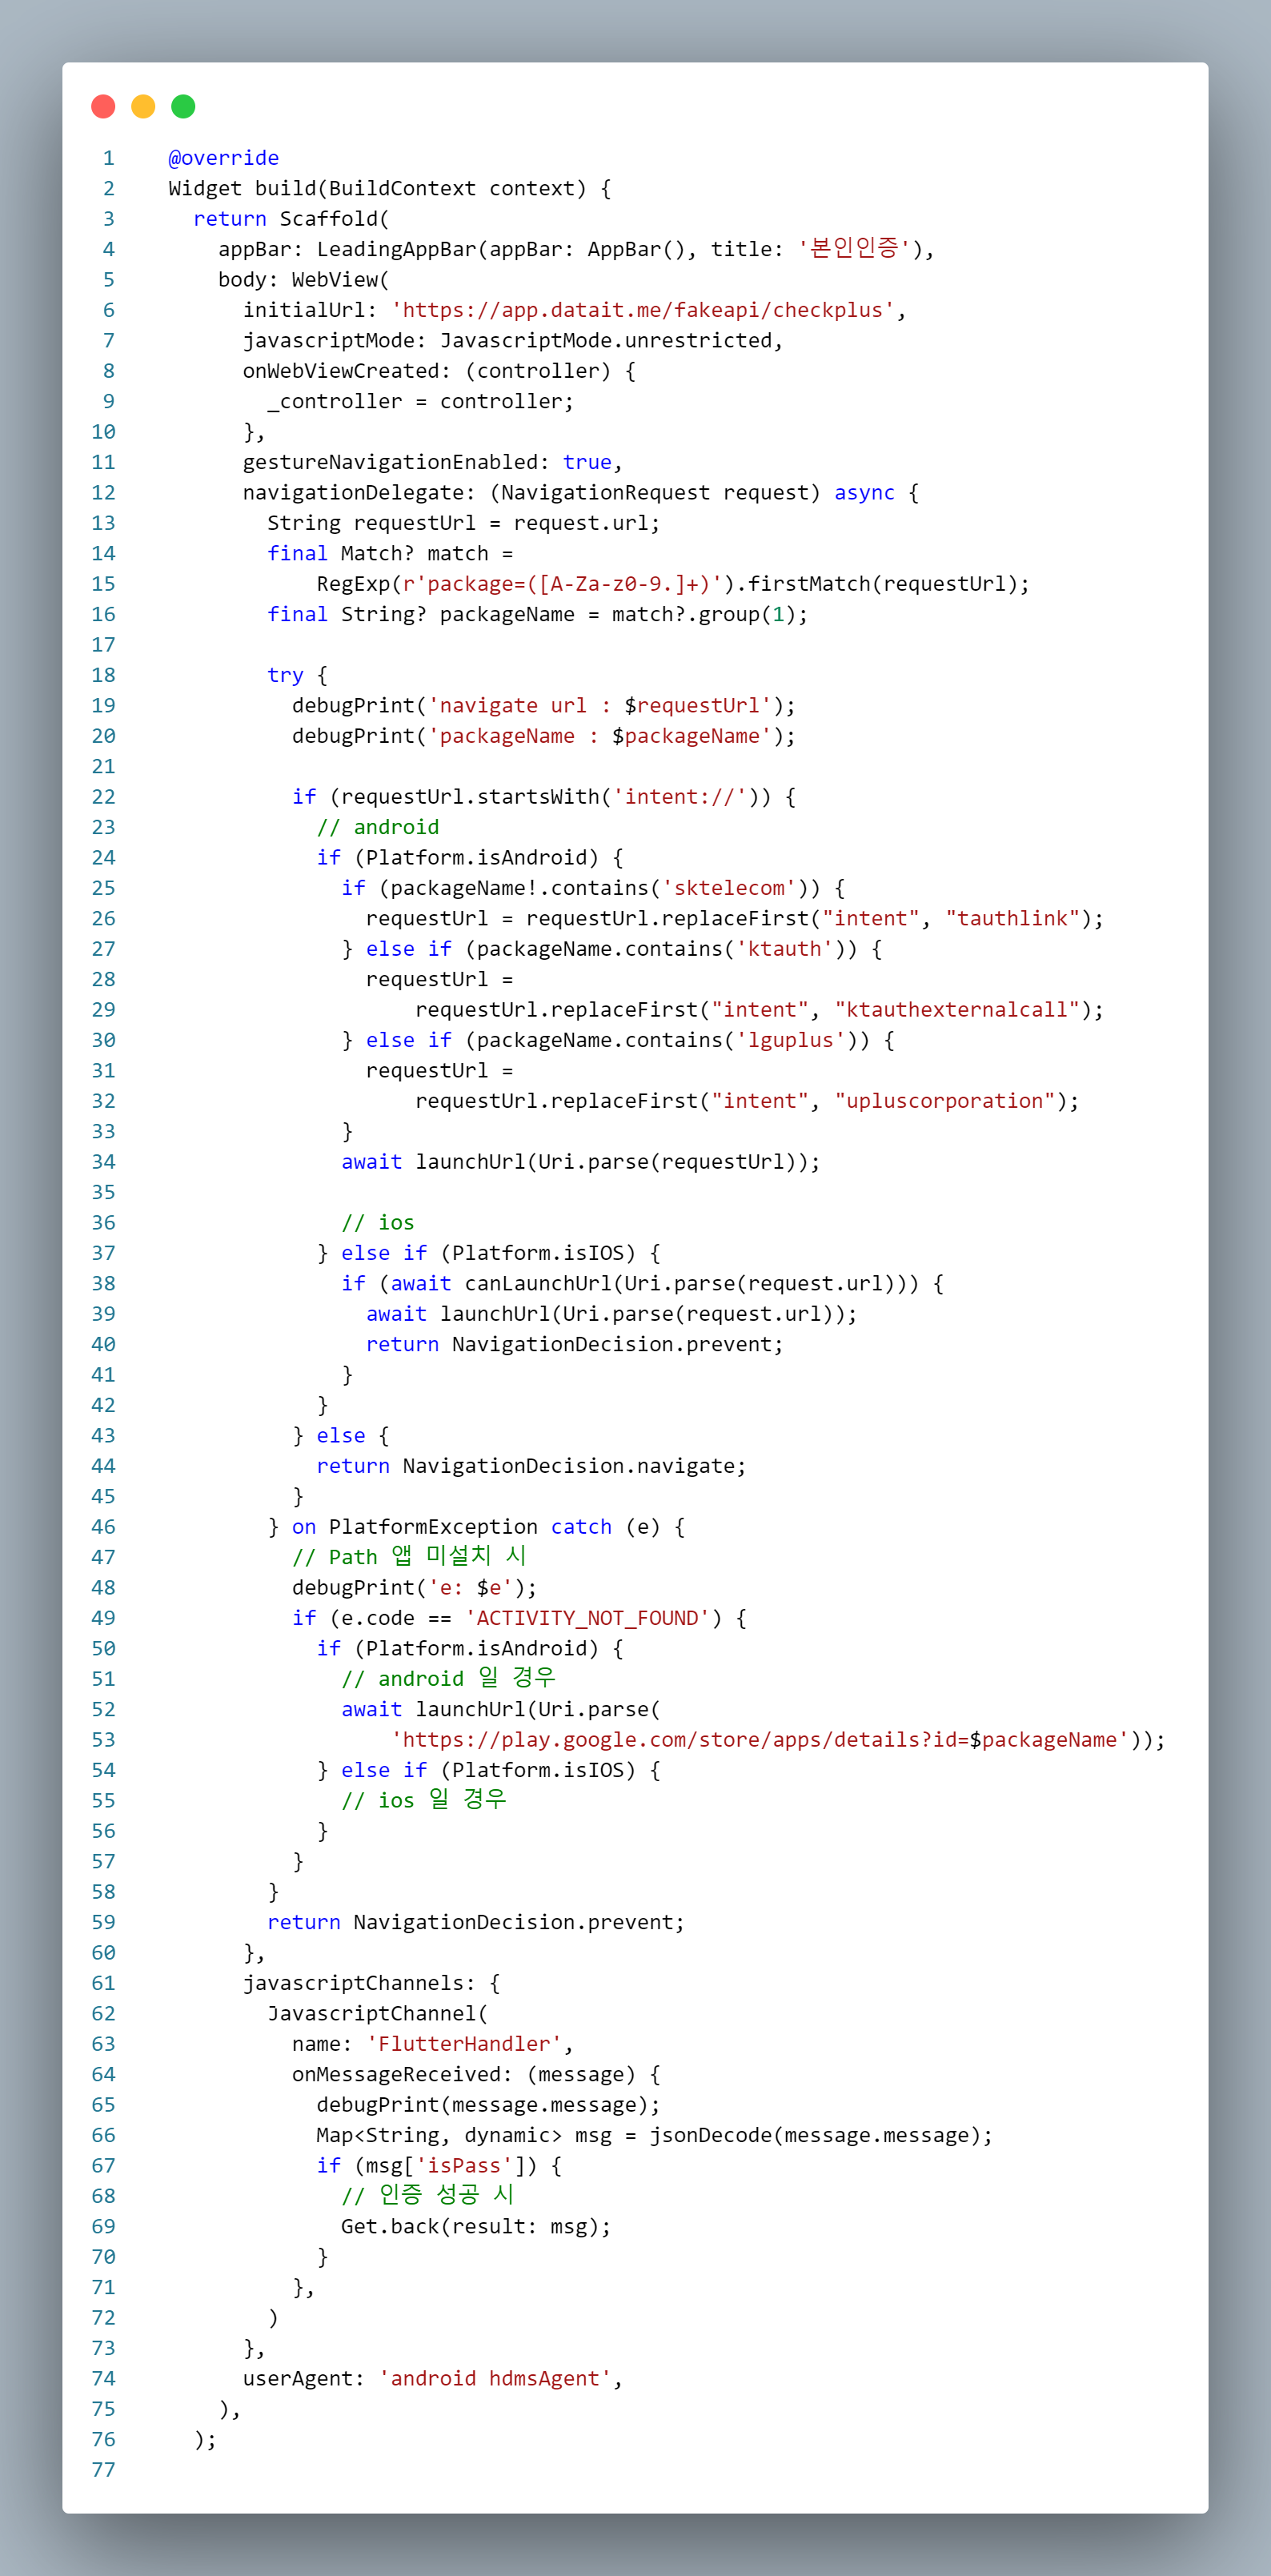 1 @override
2 Widget build(BuildContext context) {
3 return Scaffold(
4 appBar: LeadingAppBar(appBar: AppBar(), title: '본인인증'),
5 body: WebView(
6 initialUrl: 'https://app.datait.me/fakeapi/checkplus',
7 javascriptMode: JavascriptMode.unrestricted,
8 onWebViewCreated: (controller) {
9 _controller = controller;
10 },
11 gestureNavigationEnabled: true,
12 navigationDelegate: (NavigationRequest request) async {
13 String requestUrl = request.url;
14 final Match? match =
15 RegExp(r'package=([A-Za-z0-9.]+)').firstMatch(requestUrl);
16 final String? packageName = match?.group(1);
17
18 try {
19 debugPrint('navigate url : $requestUrl');
20 debugPrint('packageName : $packageName');
21
22 if (requestUrl.startsWith('intent://')) {
23 // android
24 if (Platform.isAndroid) {
25 if (packageName!.contains('sktelecom')) {
26 requestUrl = requestUrl.replaceFirst("intent", "tauthlink");
27 } else if (packageName.contains('ktauth')) {
28 requestUrl =
29 requestUrl.replaceFirst("intent", "ktauthexternalcall");
30 } else if (packageName.contains('lguplus')) {
31 requestUrl =
32 requestUrl.replaceFirst("intent", "upluscorporation");
33 }
34 await launchUrl(Uri.parse(requestUrl));
35
36 // ios
37 } else if (Platform.isIOS) {
38 if (await canLaunchUrl(Uri.parse(request.url))) {
39 await launchUrl(Uri.parse(request.url));
40 return NavigationDecision.prevent;
41 }
42 }
43 } else {
44 return NavigationDecision.navigate;
45 }
46 } on PlatformException catch (e) {
47 // Path 앱 미설치 시
48 debugPrint('e: $e');
49 if (e.code == 'ACTIVITY_NOT_FOUND') {
50 if (Platform.isAndroid) {
51 // android 일 경우
52 await launchUrl(Uri.parse(
53 'https://play.google.com/store/apps/details?id=$packageName'));
54 } else if (Platform.isIOS) {
55 // ios 일 경우
56 }
57 }
58 }
59 return NavigationDecision.prevent;
60 },
61 javascriptChannels: {
62 JavascriptChannel(
63 name: 'FlutterHandler',
64 onMessageReceived: (message) {
65 debugPrint(message.message);
66 Map<String, dynamic> msg = jsonDecode(message.message);
67 if (msg['isPass']) {
68 // 인증 성공 시
69 Get.back(result: msg);
70 }
71 },
72 )
73 },
74 userAgent: 'android hdmsAgent',
75 ),
76 );
77